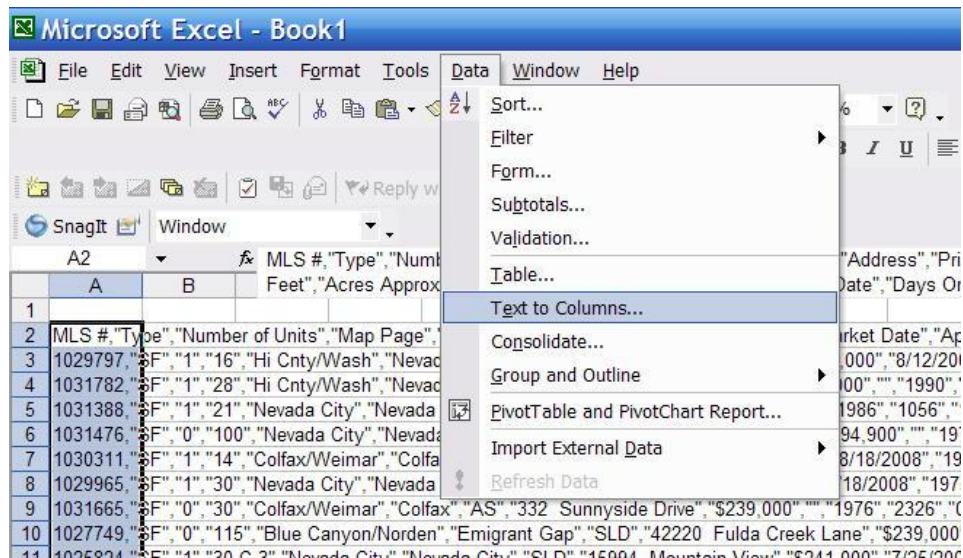 Microsoft Excel - Book1
File Edit View Insert Format Tools Data Window Help
Sort...
Filter
Form...
Subtotals...
Validation...
Table...
Text to Columns...
Consolidate...
Group and Outline
PivotTable and PivotChart Report...
Import External Data
Refresh Data
ABC
%
I U
Reply w
SnagIt Window
A2 fx MLS #,"Type","Numb "Address","Pri
Feet","Acres Approx Date","Days On
A B
1
2 MLS #,"Type","Number of Units","Map Page"," rket Date","Ap
3 1029797,"SF","1","16","Hi Cnty/Wash","Nevad ,000","8/12/200
4 1031782,"SF","1","28","Hi Cnty/Wash","Nevad 000","","1990","
5 1031388,"SF","1","21","Nevada City","Nevada 1986","1056","
6 1031476,"SF","0","100","Nevada City","Nevada 94,900","","197
7 1030311,"SF","1","14","Colfax/Weimar","Colfa 8/18/2008","19
8 1029965,"SF","1","30","Nevada City","Nevada /18/2008","197
9 1031665,"SF","0","30","Colfax/Weimar","Colfax","AS","332 Sunnyside Drive","$239,000","","1976","2326","0
10 1027749,"SF","0","115","Blue Canyon/Norden","Emigrant Gap","SLD","42220 Fulda Creek Lane","$239,000"